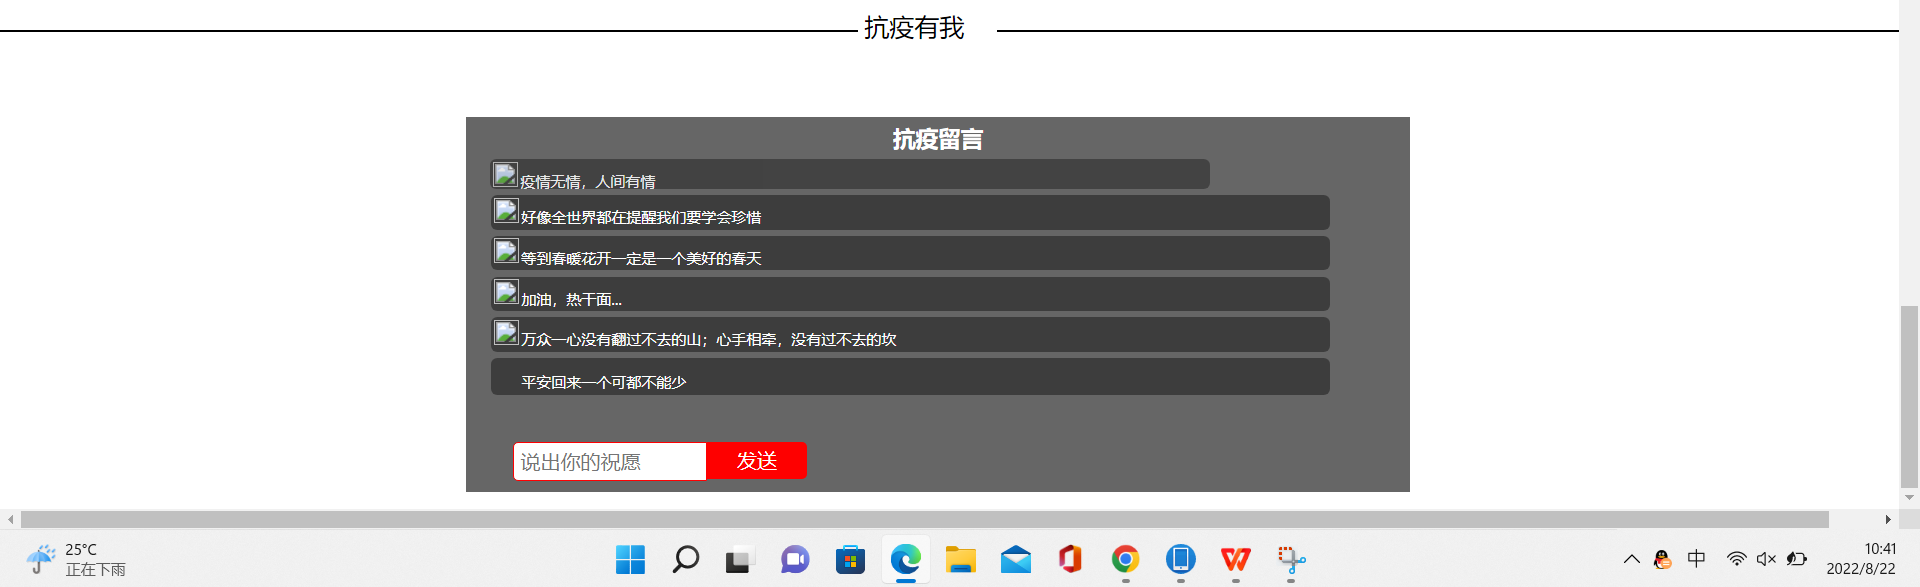 抗疫有我
抗疫留言
疫情无情，人间有情
好像全世界都在提醒我们要学会珍惜
等到春暖花开一定是一个美好的春天
加油，热干面...
万众一心没有翻过不去的山；心手相牵，没有过不去的坎
平安回来一个可都不能少
说出你的祝愿
发送
25°C
正在下雨
中
10:41
2022/8/22